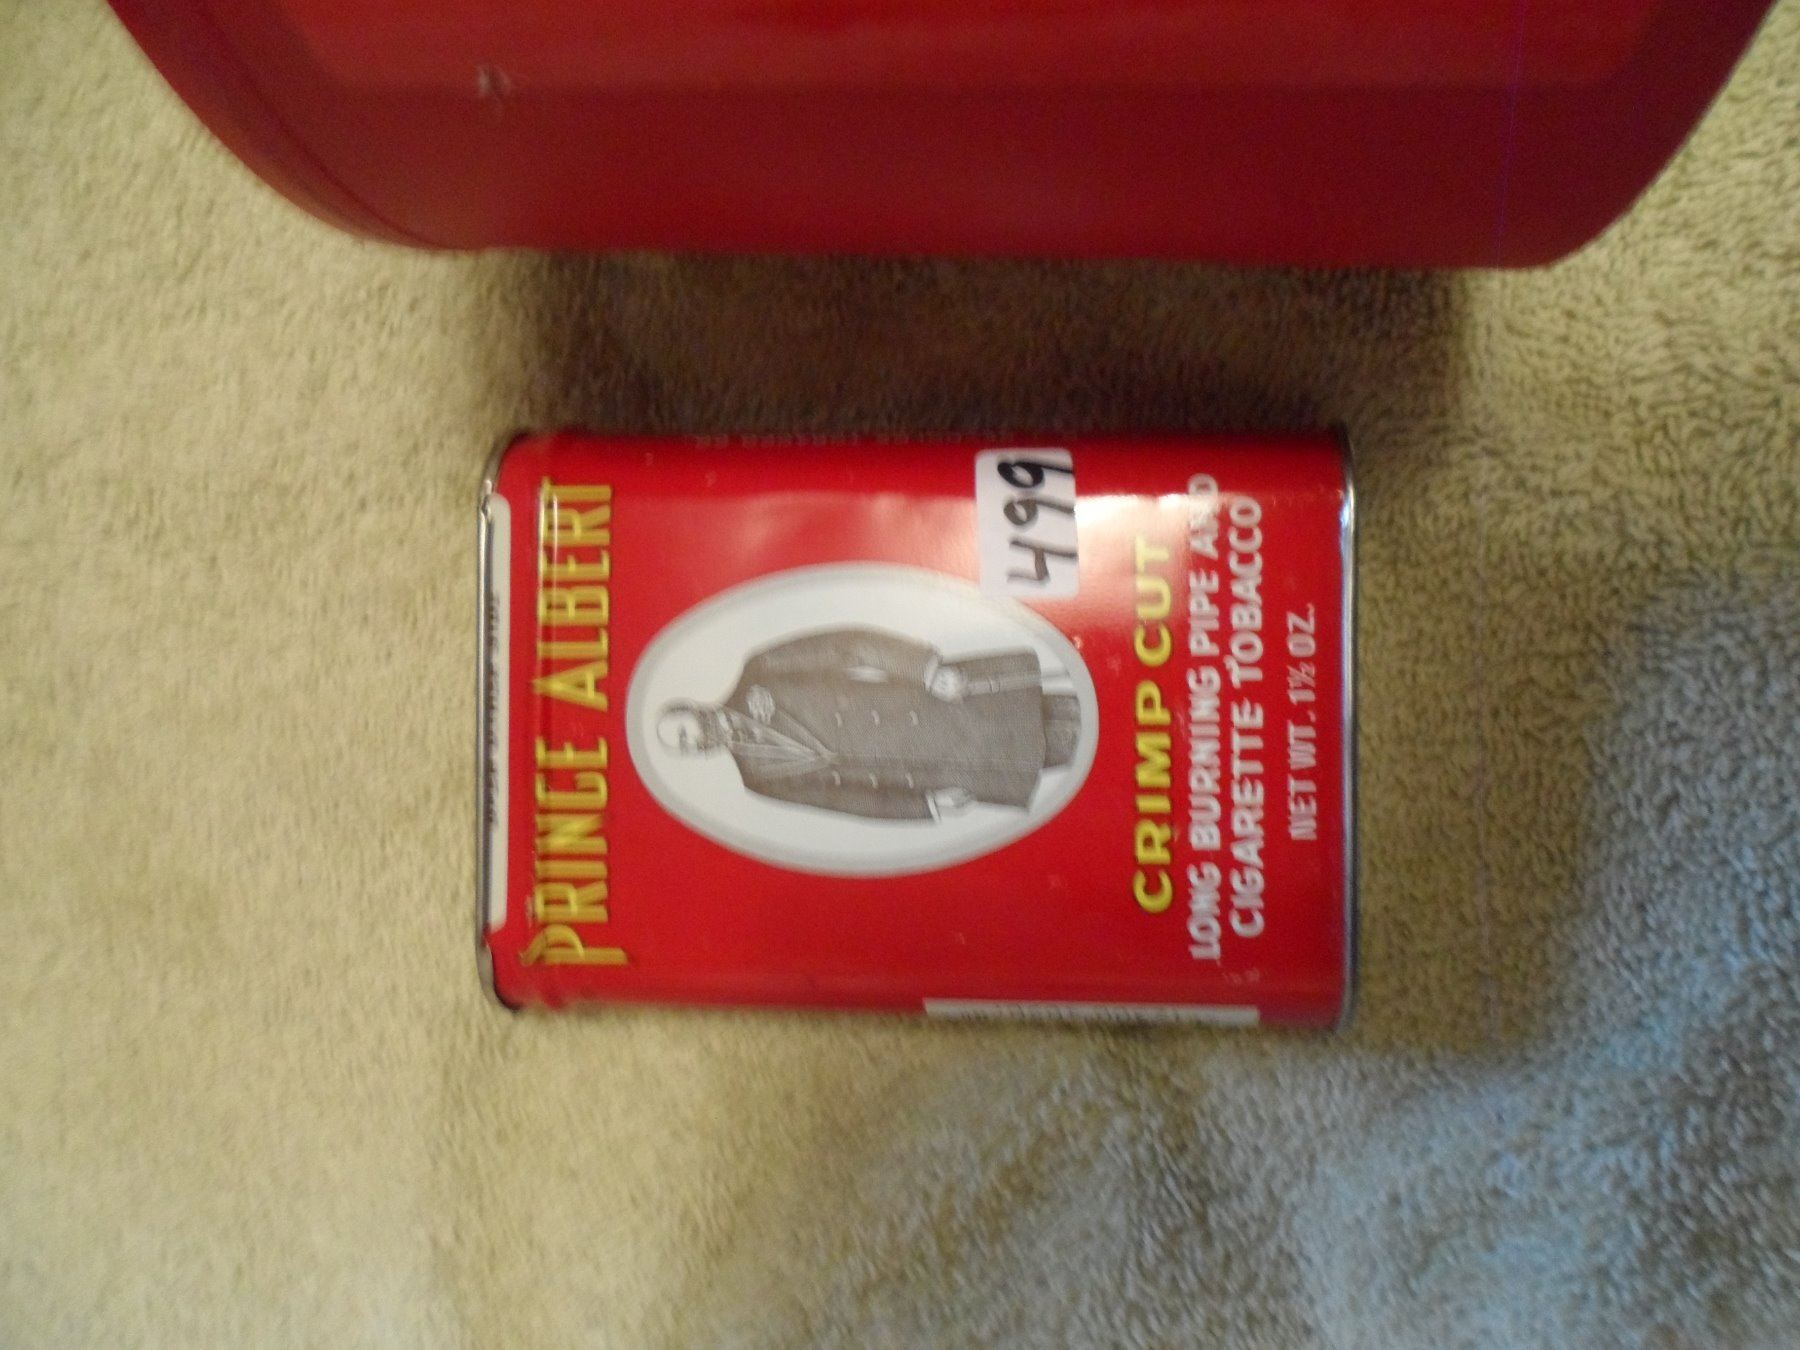 PRINCE ALBERT
499
CRIMP CUT
LONG BURNING PIPE AND
CIGARETTE TOBACCO
NET WT. 1½ OZ.